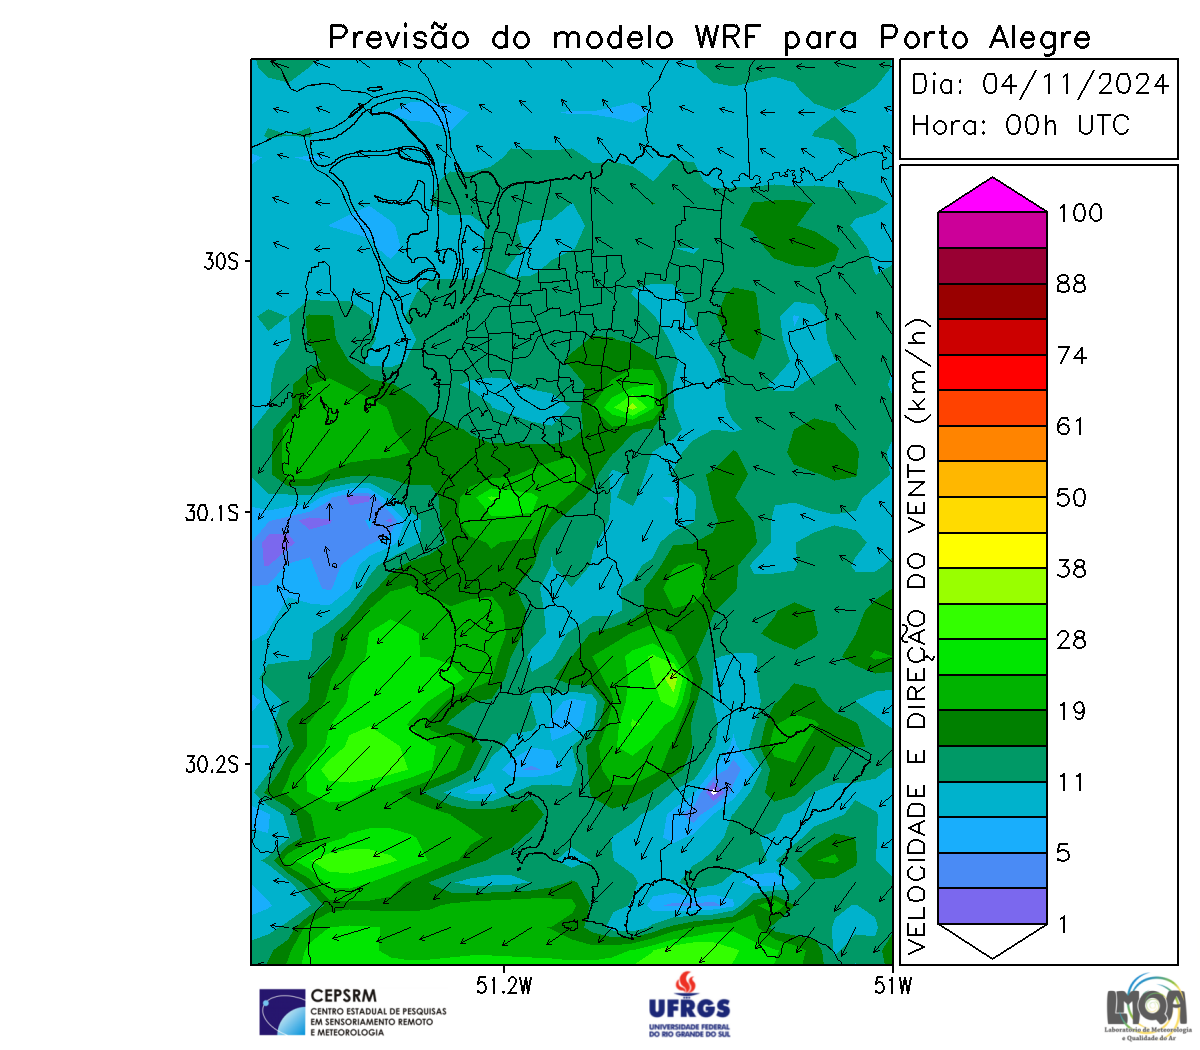 Previsão do modelo WRF para Porto Alegre
Dia: 04/11/2024
Hora: 00h UTC
100
88
74
61
50
38
28
19
11
5
1
VELOCIDADE E DIREÇÃO DO VENTO (km/h)
30S
30.1S
30.2S
51.2W
51W
CEPSRM
CENTRO ESTADUAL DE PESQUISAS
EM SENSORIAMENTO REMOTO
E METEOROLOGIA
UFRGS
UNIVERSIDADE FEDERAL
DO RIO GRANDE DO SUL
LMQA
Laboratório de Meteorologia
e Qualidade do Ar